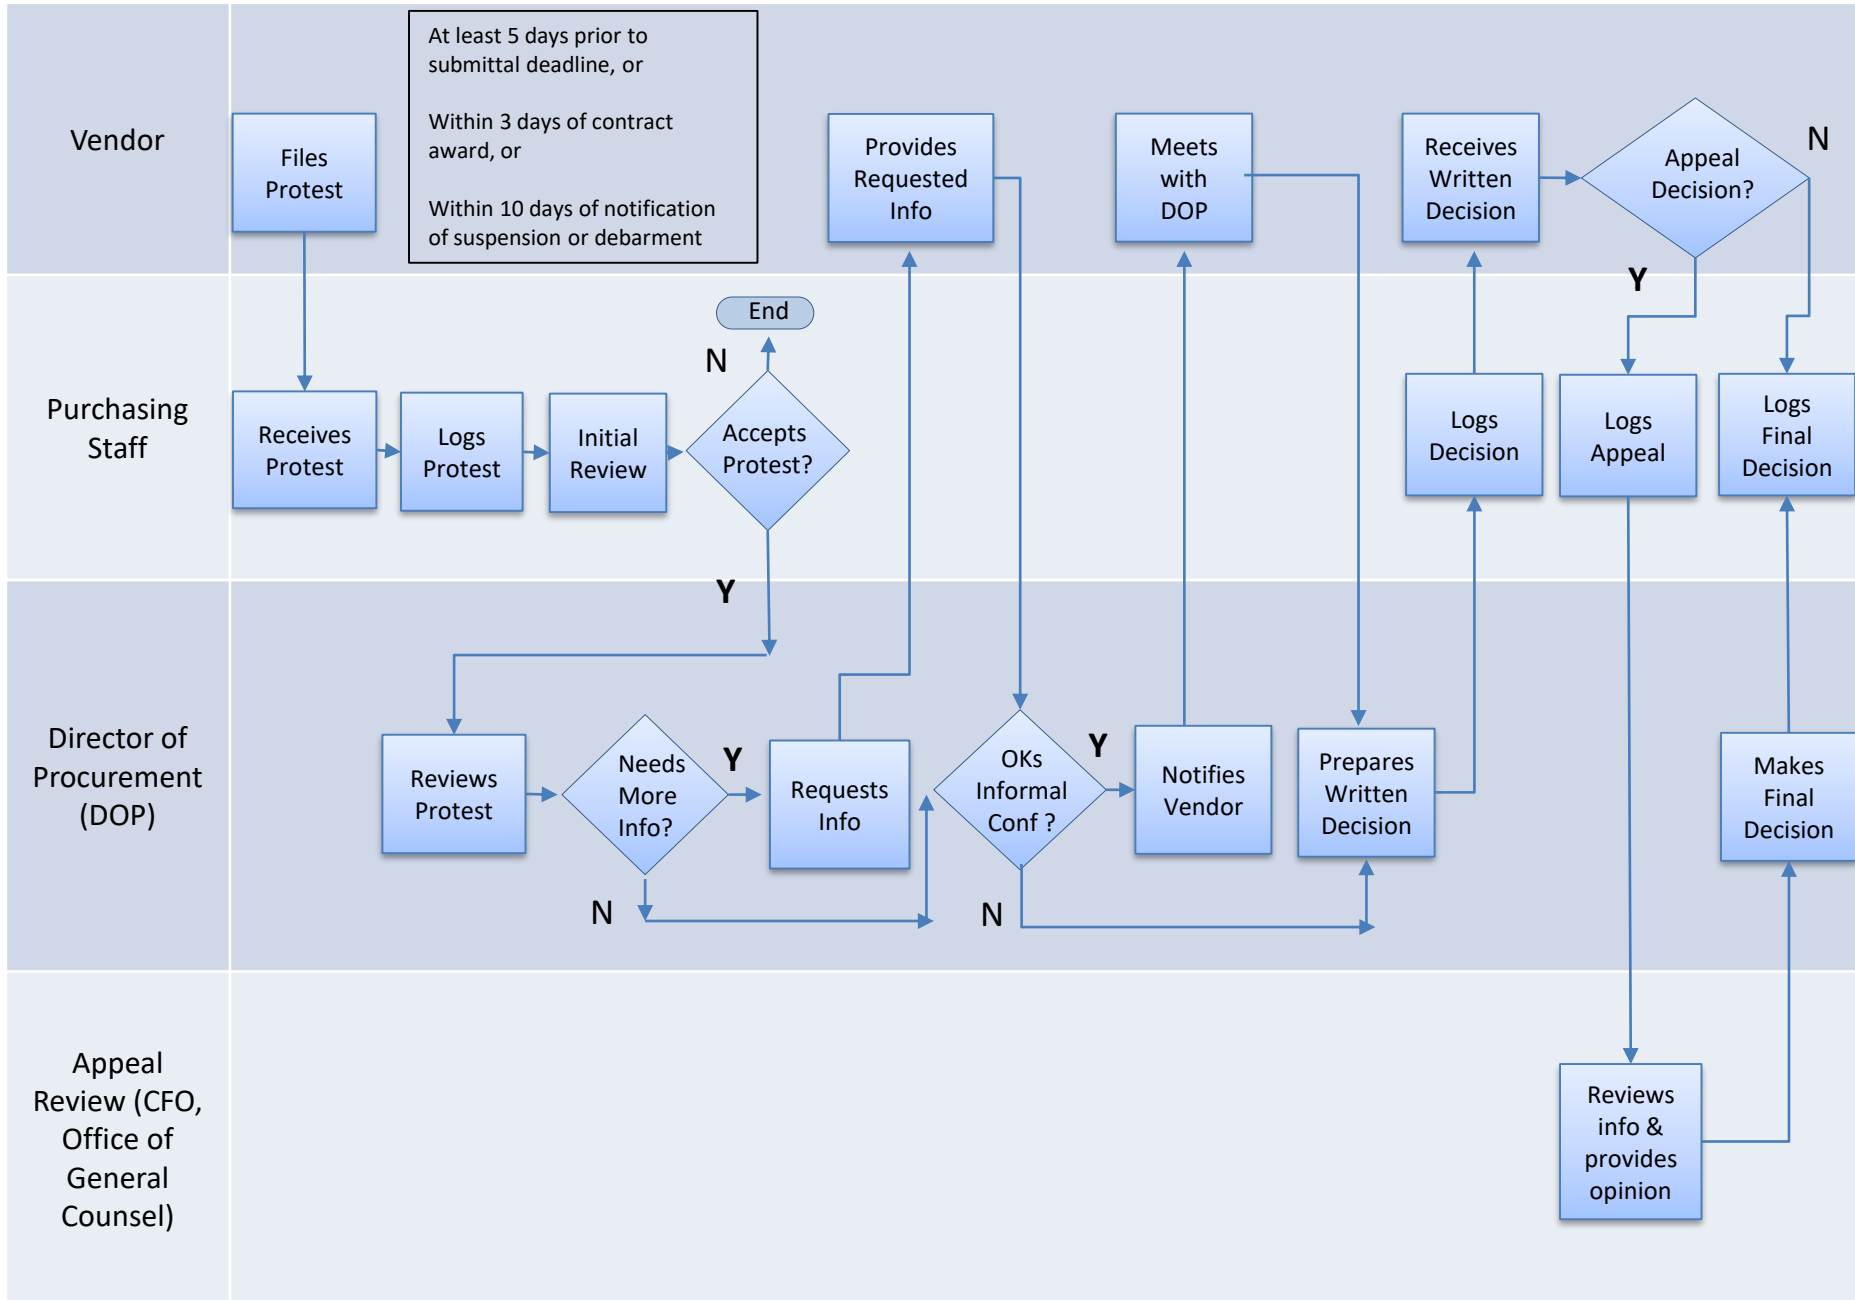 Vendor
Files
Protest
At least 5 days prior to
submittal deadline, or
Within 3 days of contract
award, or
Within 10 days of notification
of suspension or debarment
Provides
Requested
Info
Meets
with
DOP
Receives
Written
Decision
Appeal
Decision?
N
Y
Purchasing
Staff
Receives
Protest
Logs
Protest
Initial
Review
Accepts
Protest?
N
End
Y
Logs
Decision
Logs
Appeal
Logs
Final
Decision
Director of
Procurement
(DOP)
Reviews
Protest
Needs
More
Info?
Y
N
Requests
Info
OKs
Informal
Conf ?
Y
N
Notifies
Vendor
Prepares
Written
Decision
Makes
Final
Decision
Appeal
Review (CFO,
Office of
General
Counsel)
Reviews
info &
provides
opinion